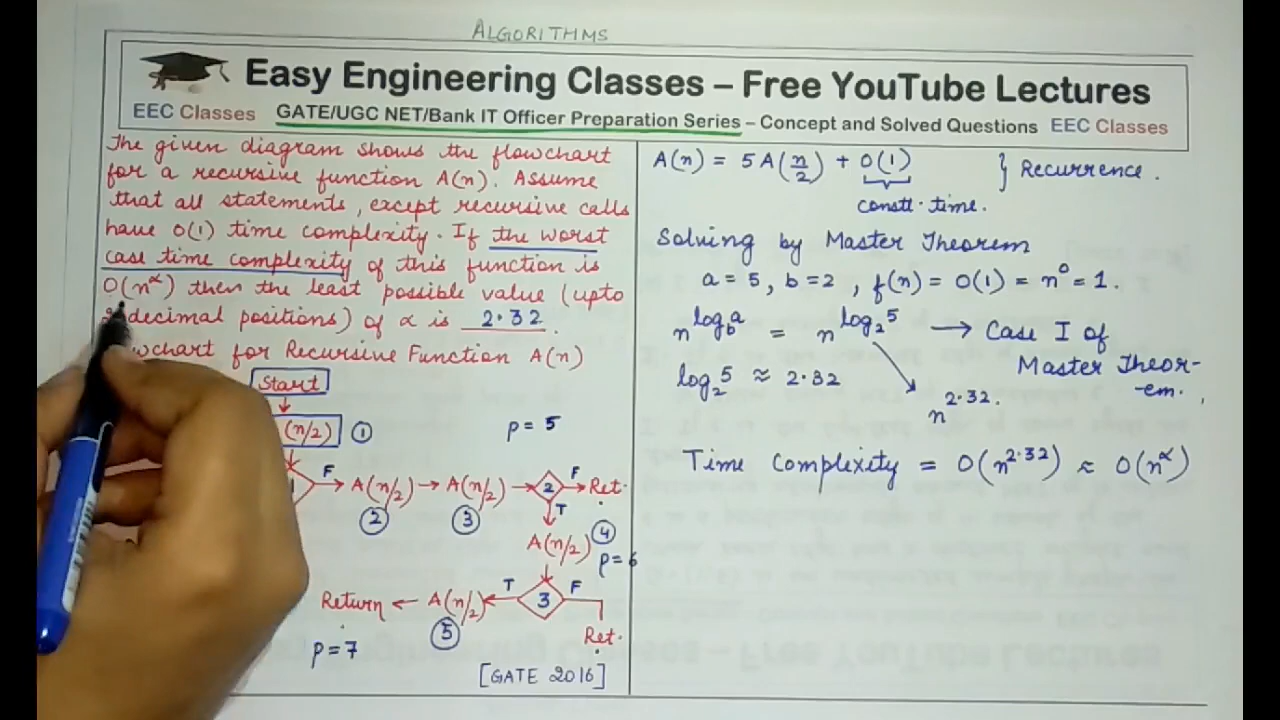 ALGORITHMS
Easy Engineering Classes – Free YouTube Lectures
EEC Classes GATE/UGC NET/Bank IT Officer Preparation Series – Concept and Solved Questions EEC Classes
The given diagram shows the flowchart
for a recursive function A(n). Assume
that all statements, except recursive calls
have O(1) time complexity. If the worst
case time complexity of this function is
O(n^α) then the least possible value (upto
decimal positions) of α is 2.32.
for Recursive Function A(n)
Start
(n/2) ①
p = 5
F A(n/2) → A(n/2) → 2 F Ret.
② ③
T
A(n/2) ④
p = 6
Return ← A(n/2) T 3 F
⑤
Ret.
p = 7
[GATE 2016]
A(n) = 5A(n/2) + O(1) } Recurrence.
constt. time.
Solving by Master Theorem
a = 5, b = 2, f(n) = O(1) = n^0 = 1.
n^log_b a = n^log_2 5 → Case I of
Master Theor-
-em.
log_2 5 ≈ 2.32
n^2.32.
Time Complexity = O(n^2.32) ≈ O(n^α)